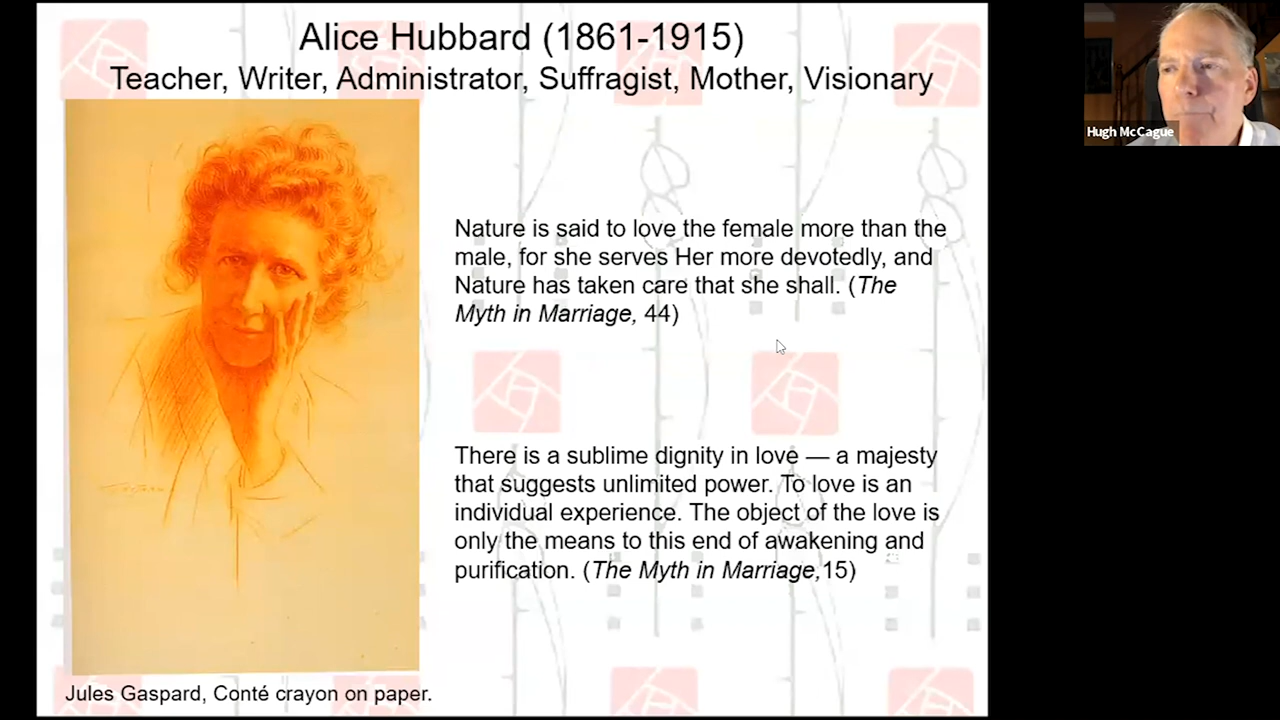 Alice Hubbard (1861-1915)
Teacher, Writer, Administrator, Suffragist, Mother, Visionary
Hugh McCague
Nature is said to love the female more than the
male, for she serves Her more devotedly, and
Nature has taken care that she shall. (The
Myth in Marriage, 44)
There is a sublime dignity in love — a majesty
that suggests unlimited power. To love is an
individual experience. The object of the love is
only the means to this end of awakening and
purification. (The Myth in Marriage,15)
Jules Gaspard, Conté crayon on paper.